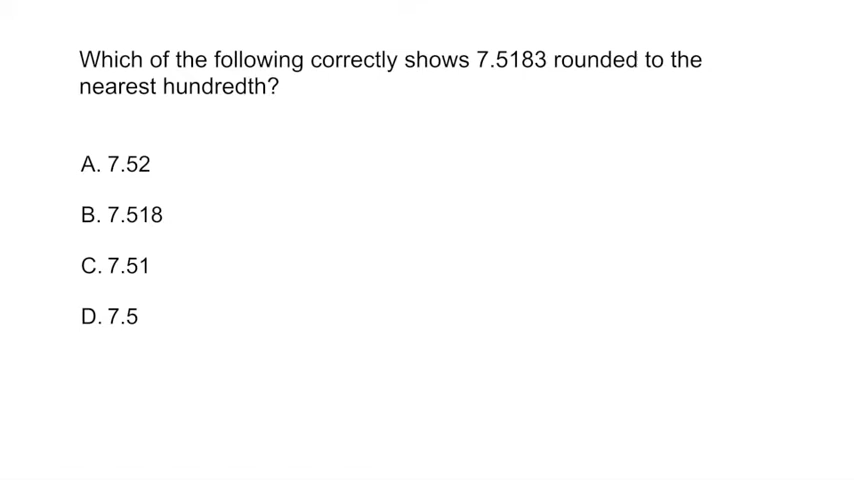 Which of the following correctly shows 7.5183 rounded to the
nearest hundredth?
A. 7.52
B. 7.518
C. 7.51
D. 7.5